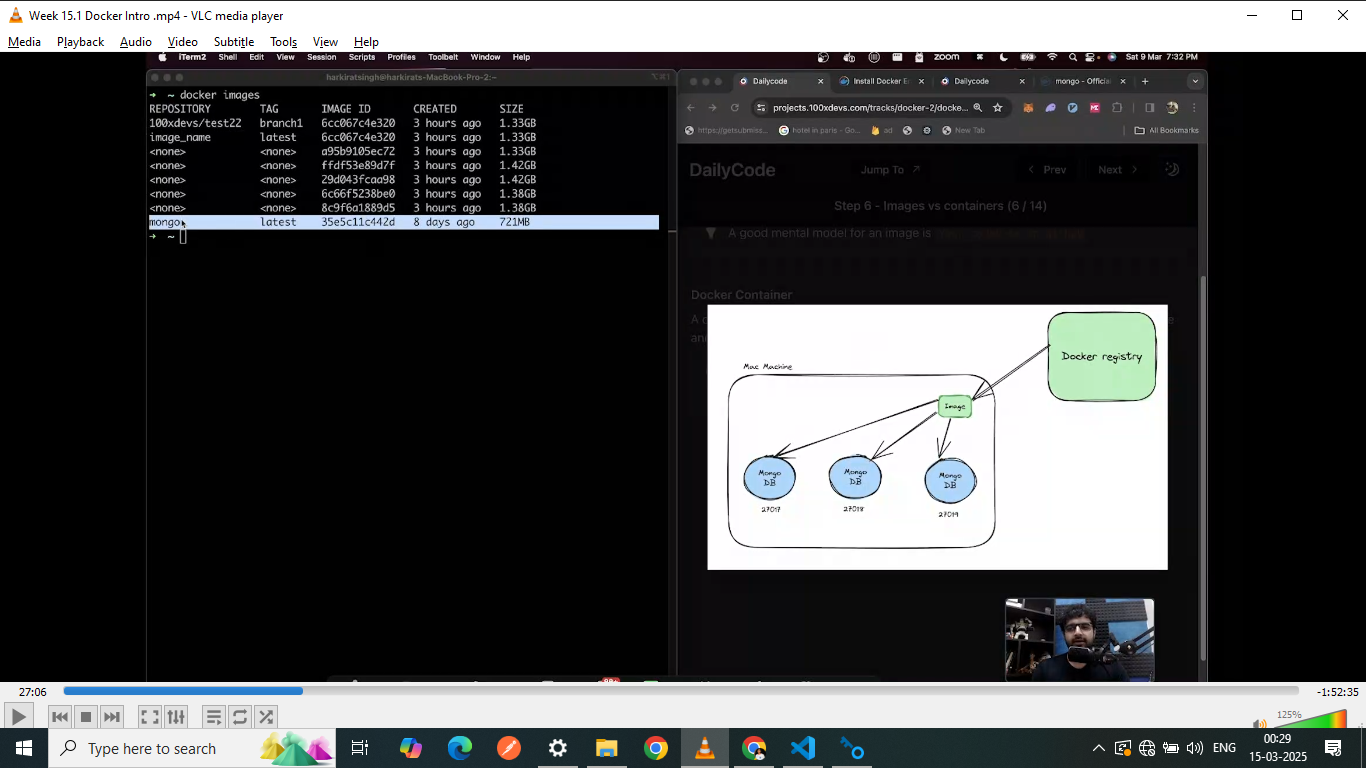 Week 15.1 Docker Intro .mp4 - VLC media player
Media Playback Audio Video Subtitle Tools View Help
iTerm2 Shell Edit View Session Scripts Profiles Toolbelt Window Help
zoom
Sat 9 Mar 7:32 PM
harkiratsingh@harkirats-MacBook-Pro-2:~
➜ ~ docker images
REPOSITORY TAG IMAGE ID CREATED SIZE
100xdevs/test22 branch1 6cc067c4e320 3 hours ago 1.33GB
image_name latest 6cc067c4e320 3 hours ago 1.33GB
<none> <none> a95b9105ec72 3 hours ago 1.33GB
<none> <none> ffdf53e89d7f 3 hours ago 1.42GB
<none> <none> 29d043fcaa98 3 hours ago 1.42GB
<none> <none> 6c66f5238be0 3 hours ago 1.38GB
<none> <none> 8c9f6a1889d5 3 hours ago 1.38GB
mongo latest 35e5c11c442d 8 days ago 721MB
➜ ~
Dailycode
Install Docker E
Dailycode
mongo - Officia
projects.100xdevs.com/tracks/docker-2/docke...
https://getsubmiss...
hotel in paris - Go...
ad
New Tab
All Bookmarks
DailyCode
Jump To ↗
< Prev
Next >
Step 6 - Images vs containers (6 / 14)
A good mental model for an image is
Docker Container
Docker registry
Mac Machine
Image
Mongo DB
Mongo DB
Mongo DB
27017
27018
27019
27:06
-1:52:35
125%
Type here to search
ENG
00:29
15-03-2025